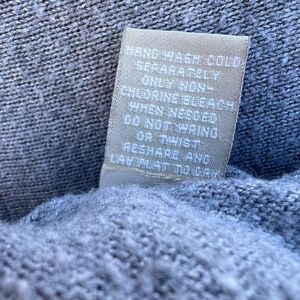 HAND WASH COLD
SEPARATELY
ONLY NON-
CHLORINE BLEACH
WHEN NEEDED
DO NOT WRING
OR TWIST
RESHAPE AND
LAY FLAT TO DRY